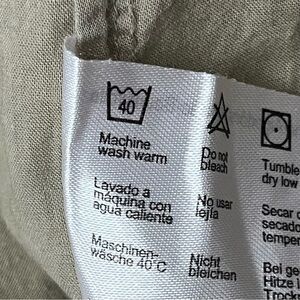 40
Machine
wash warm
Lavado a
máquina con
agua caliente
Maschinen-
wäsche 40°C
Do not
bleach
No usar
lejía
Nicht
bleichen
Tumble
dry low
Secar
secado
temper
Bei ge
Hitze
Trock